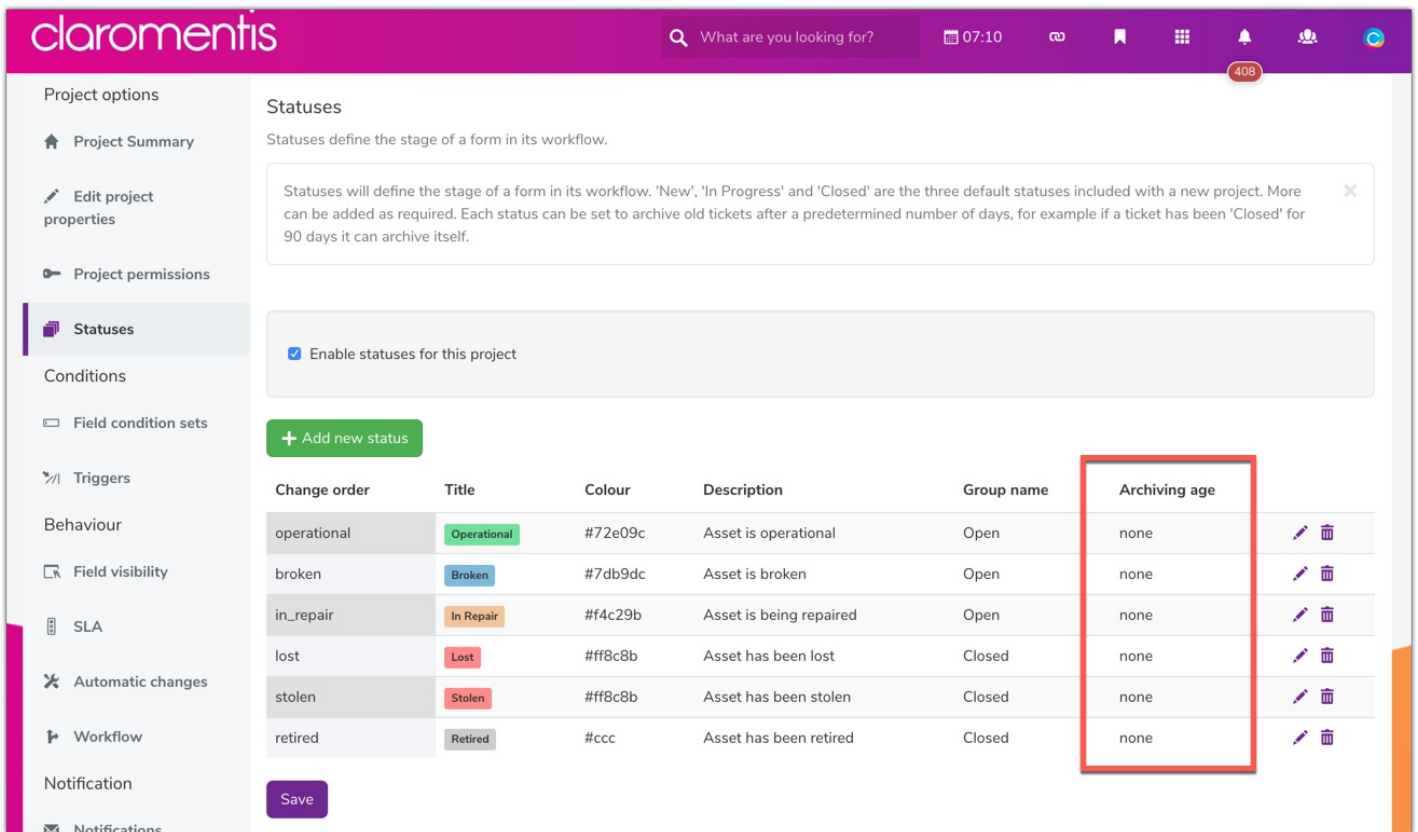 claromentis
What are you looking for?
07:10
408
Project options
Project Summary
Edit project
properties
Project permissions
Statuses
Conditions
Field condition sets
Triggers
Behaviour
Field visibility
SLA
Automatic changes
Workflow
Notification
Notifications
Statuses
Statuses define the stage of a form in its workflow.
Statuses will define the stage of a form in its workflow. 'New', 'In Progress' and 'Closed' are the three default statuses included with a new project. More
can be added as required. Each status can be set to archive old tickets after a predetermined number of days, for example if a ticket has been 'Closed' for
90 days it can archive itself.
Enable statuses for this project
Add new status
Change order Title Colour Description Group name Archiving age
operational Operational #72e09c Asset is operational Open none
broken Broken #7db9dc Asset is broken Open none
in_repair In Repair #f4c29b Asset is being repaired Open none
lost Lost #ff8c8b Asset has been lost Closed none
stolen Stolen #ff8c8b Asset has been stolen Closed none
retired Retired #ccc Asset has been retired Closed none
Save